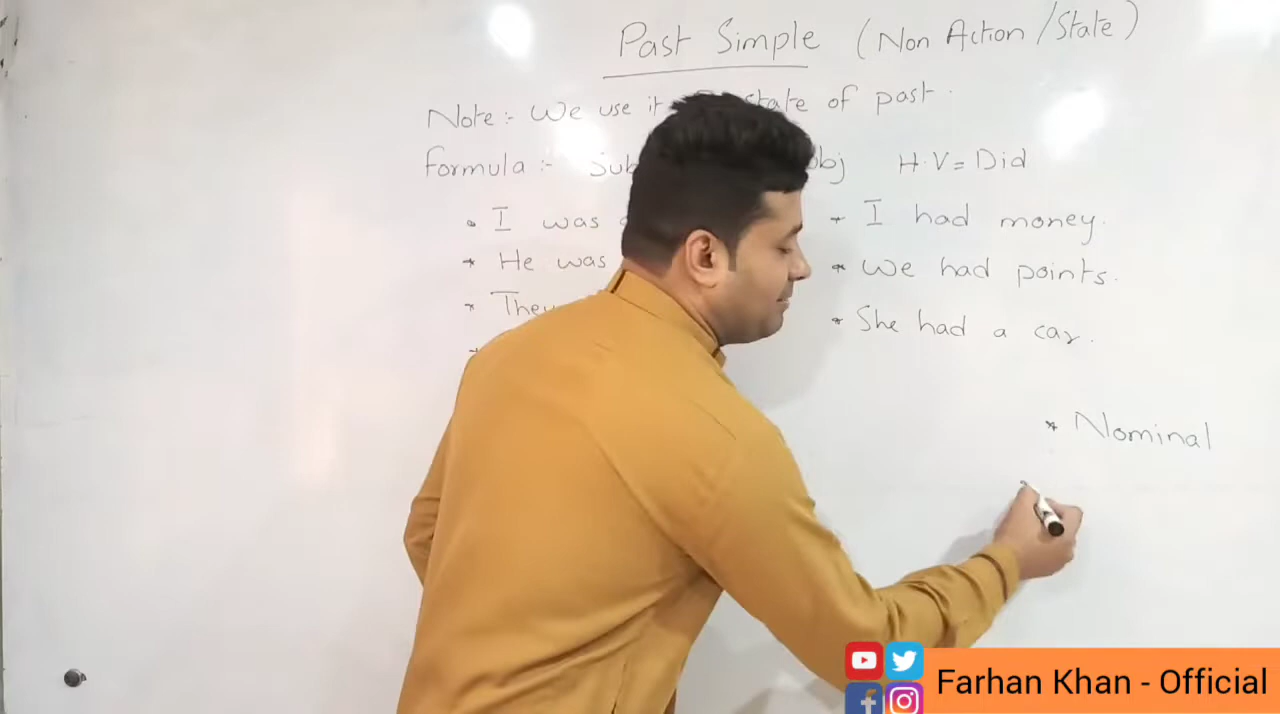 Past Simple (Non Action/State)
Note:- We use it state of past.
Formula:- Sub obj H.V= Did
• I was
* He was
* They
* I had money.
* We had points.
* She had a car.
* Nominal
Farhan Khan - Official